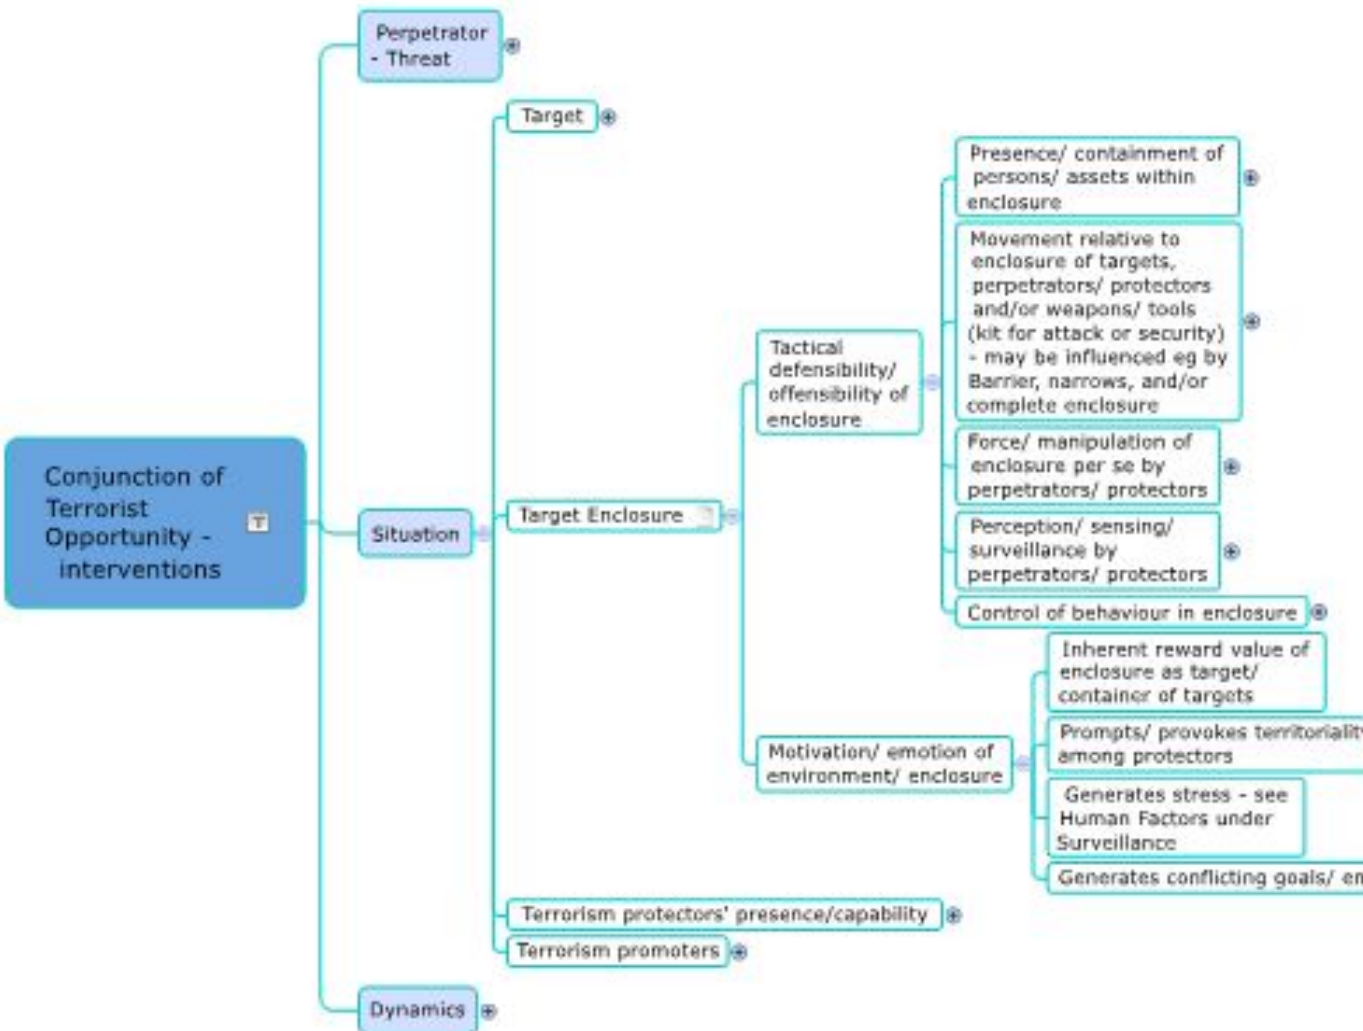 Perpetrator
- Threat
Target
Presence/ containment of
persons/ assets within
enclosure
Movement relative to
enclosure of targets,
perpetrators/ protectors
and/or weapons/ tools
(kit for attack or security)
- may be influenced eg by
Barrier, narrows, and/or
complete enclosure
Tactical
defensibility/
offensibility of
enclosure
Force/ manipulation of
enclosure per se by
perpetrators/ protectors
Conjunction of
Terrorist
Opportunity -
interventions
T
Situation
Target Enclosure
Perception/ sensing/
surveillance by
perpetrators/ protectors
Control of behaviour in enclosure
Inherent reward value of
enclosure as target/
container of targets
Motivation/ emotion of
environment/ enclosure
Prompts/ provokes territoriality
among protectors
Generates stress - see
Human Factors under
Surveillance
Generates conflicting goals/
Terrorism protectors' presence/capability
Terrorism promoters
Dynamics